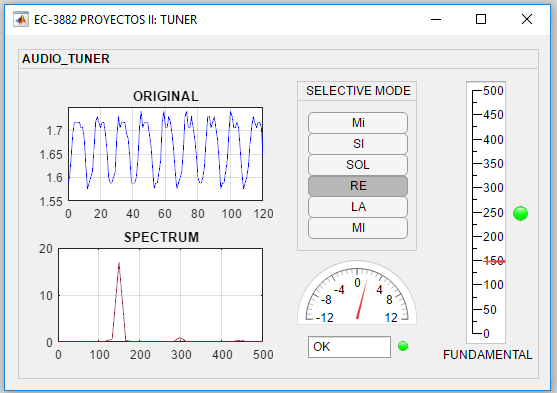 EC-3882 PROYECTOS II: TUNER
AUDIO_TUNER
ORIGINAL
1.7
1.65
1.6
1.55
0 20 40 60 80 100 120
SPECTRUM
20
10
0
0 100 200 300 400 500
SELECTIVE MODE
Mi
SI
SOL
RE
LA
MI
-12 -8 -4 0 4 8 12
OK
500
450
400
350
300
250
200
150
100
50
0
FUNDAMENTAL